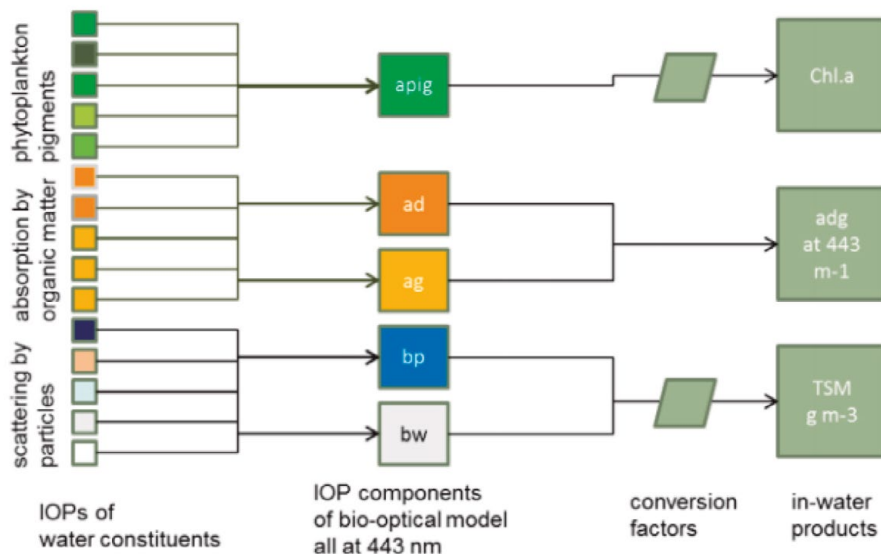 phytoplankton
pigments
absorption by
organic matter
scattering by
particles
apig
ad
ag
bp
bw
Chl.a
adg
at 443
m-1
TSM
g m-3
IOPs of
water constituents
IOP components
of bio-optical model
all at 443 nm
conversion
factors
in-water
products